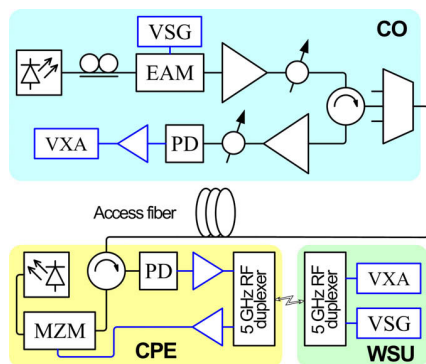 VSG
CO
EAM
VXA
PD
Access fiber
PD
5 GHz RF
duplexer
5 GHz RF
duplexer
VXA
MZM
VSG
CPE
WSU